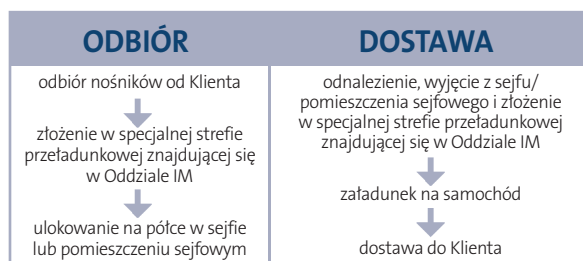 ODBIÓR
odbiór nośników od Klienta
złożenie w specjalnej strefie
przeładunkowej znajdującej się
w Oddziale IM
ulokowanie na półce w sejfie
lub pomieszczeniu sejfowym
DOSTAWA
odnalezienie, wyjęcie z sejfu/
pomieszczenia sejfowego i złożenie
w specjalnej strefie przeładunkowej
znajdującej się w Oddziale IM
załadunek na samochód
dostawa do Klienta